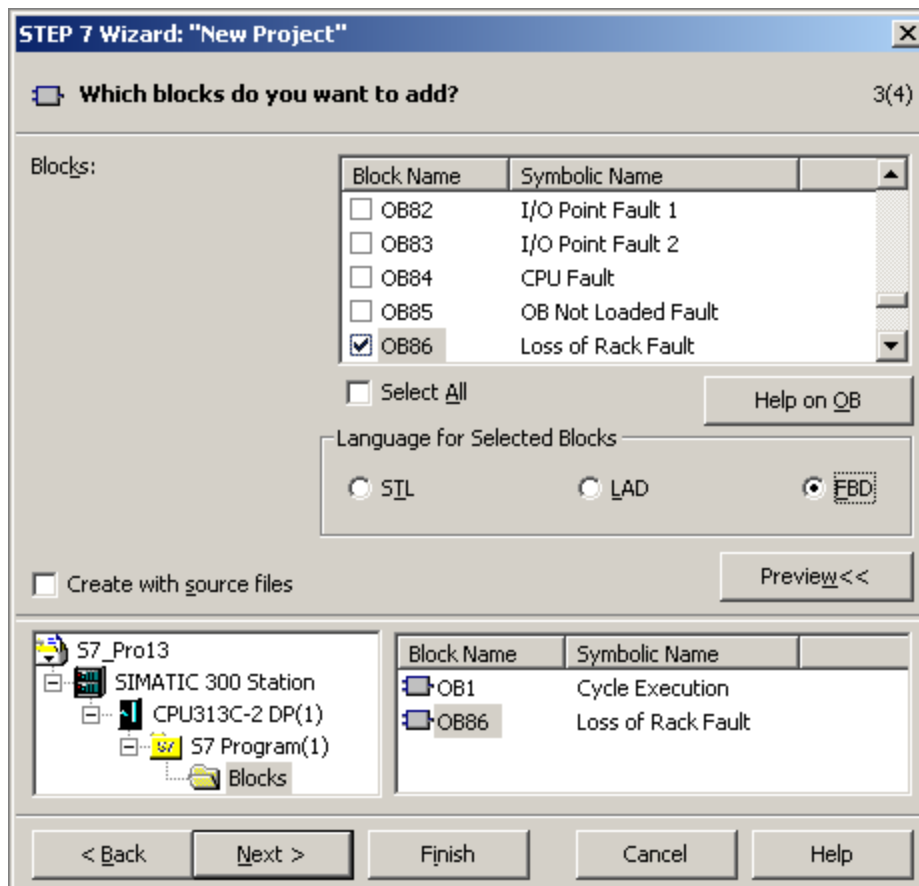 STEP 7 Wizard: "New Project"
Which blocks do you want to add? 3(4)
Blocks:
Block Name Symbolic Name
OB82 I/O Point Fault 1
OB83 I/O Point Fault 2
OB84 CPU Fault
OB85 OB Not Loaded Fault
OB86 Loss of Rack Fault
Select All
Help on OB
Language for Selected Blocks
STL LAD FBD
Create with source files
Preview<<
S7_Pro13
SIMATIC 300 Station
CPU313C-2 DP(1)
S7 Program(1)
Blocks
Block Name Symbolic Name
OB1 Cycle Execution
OB86 Loss of Rack Fault
< Back Next > Finish Cancel Help